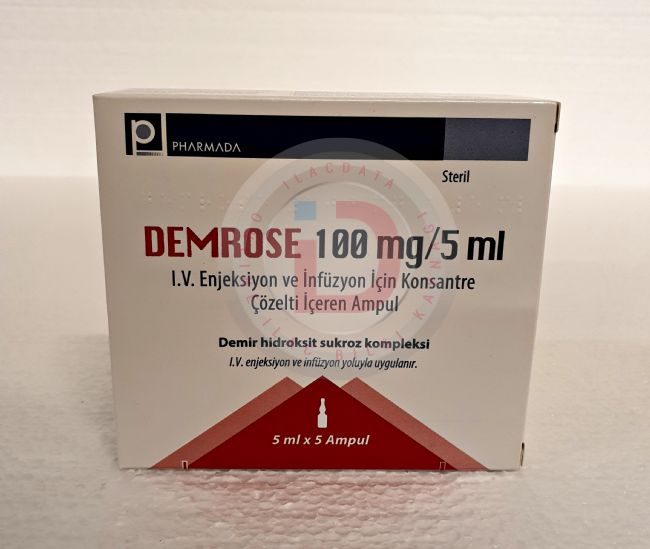 PHARMADA
Steril
DEMROSE 100 mg/5 ml
I.V. Enjeksiyon ve İnfüzyon İçin Konsantre
Çözelti İçeren Ampul
Demir hidroksit sukroz kompleksi
I.V. enjeksiyon ve infüzyon yoluyla uygulanır.
5 ml x 5 Ampul
ILACDATA